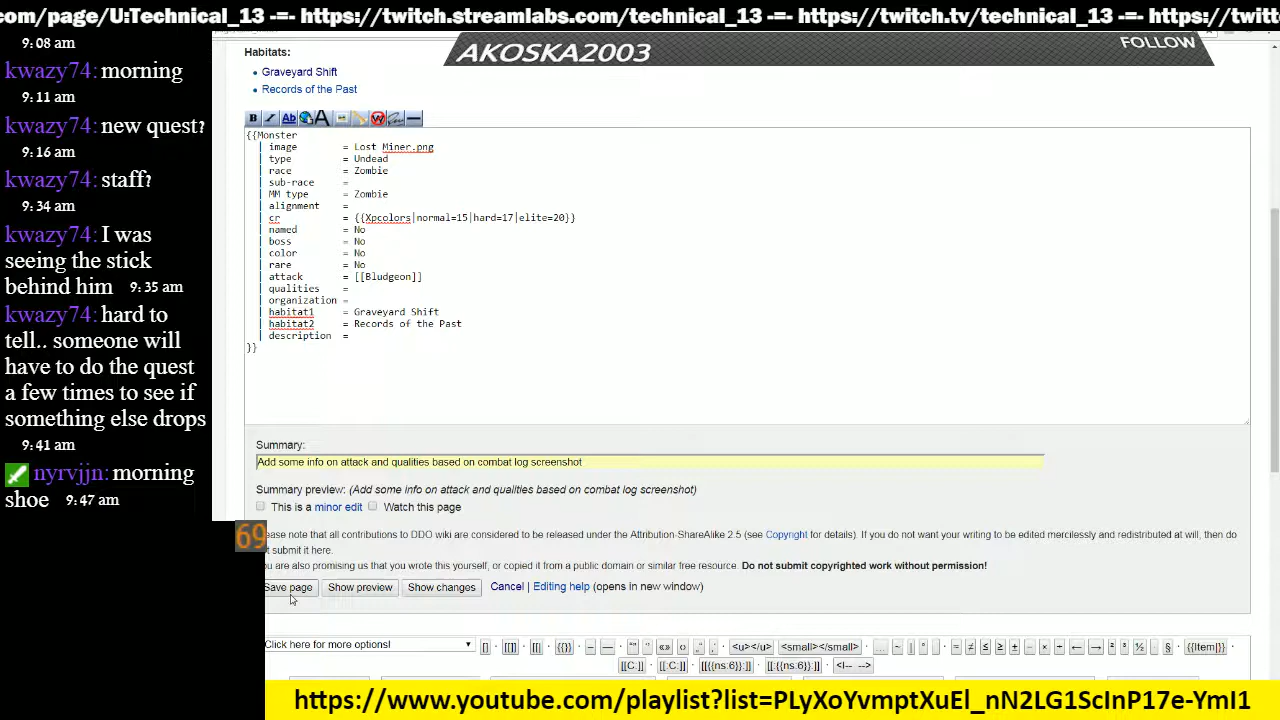 com/page/U:Technical_13 -=- https://twitch.streamlabs.com/technical_13 -=- https://twitch.tv/technical_13 -=- https://twitt
9:08 am
kwazy74: morning
9:11 am
kwazy74: new quest?
9:16 am
kwazy74: staff?
9:34 am
kwazy74: I was
seeing the stick
behind him 9:35 am
kwazy74: hard to
tell.. someone will
have to do the quest
a few times to see if
something else drops
9:41 am
nyrvjjn: morning
shoe 9:47 am
AKOSKA2003
FOLLOW
Habitats:
Graveyard Shift
Records of the Past
{{Monster
| image = Lost Miner.png
| type = Undead
| race = Zombie
| sub-race =
| MM type = Zombie
| alignment =
| cr = {{Xpcolors|normal=15|hard=17|elite=20}}
| named = No
| boss = No
| color = No
| rare = No
| attack = [[Bludgeon]]
| qualities =
| organization =
| habitat1 = Graveyard Shift
| habitat2 = Records of the Past
| description =
}}
Summary:
Add some info on attack and qualities based on combat log screenshot
Summary preview: (Add some info on attack and qualities based on combat log screenshot)
This is a minor edit Watch this page
69
ease note that all contributions to DDO wiki are considered to be released under the Attribution-ShareAlike 2.5 (see Copyright for details). If you do not want your writing to be edited mercilessly and redistributed at will, then do
t submit it here.
u are also promising us that you wrote this yourself, or copied it from a public domain or similar free resource. Do not submit copyrighted work without permission!
Save page Show preview Show changes Cancel | Editing help (opens in new window)
Click here for more options!
<u></u> · <small></small>
{{Item|}}
[[C:]] · [[:C:]] · [[{{ns:6}}:]] · [[:{{ns:6}}:]] · <!-- -->
https://www.youtube.com/playlist?list=PLyXoYvmptXuEl_nN2LG1ScInP17e-YmI1